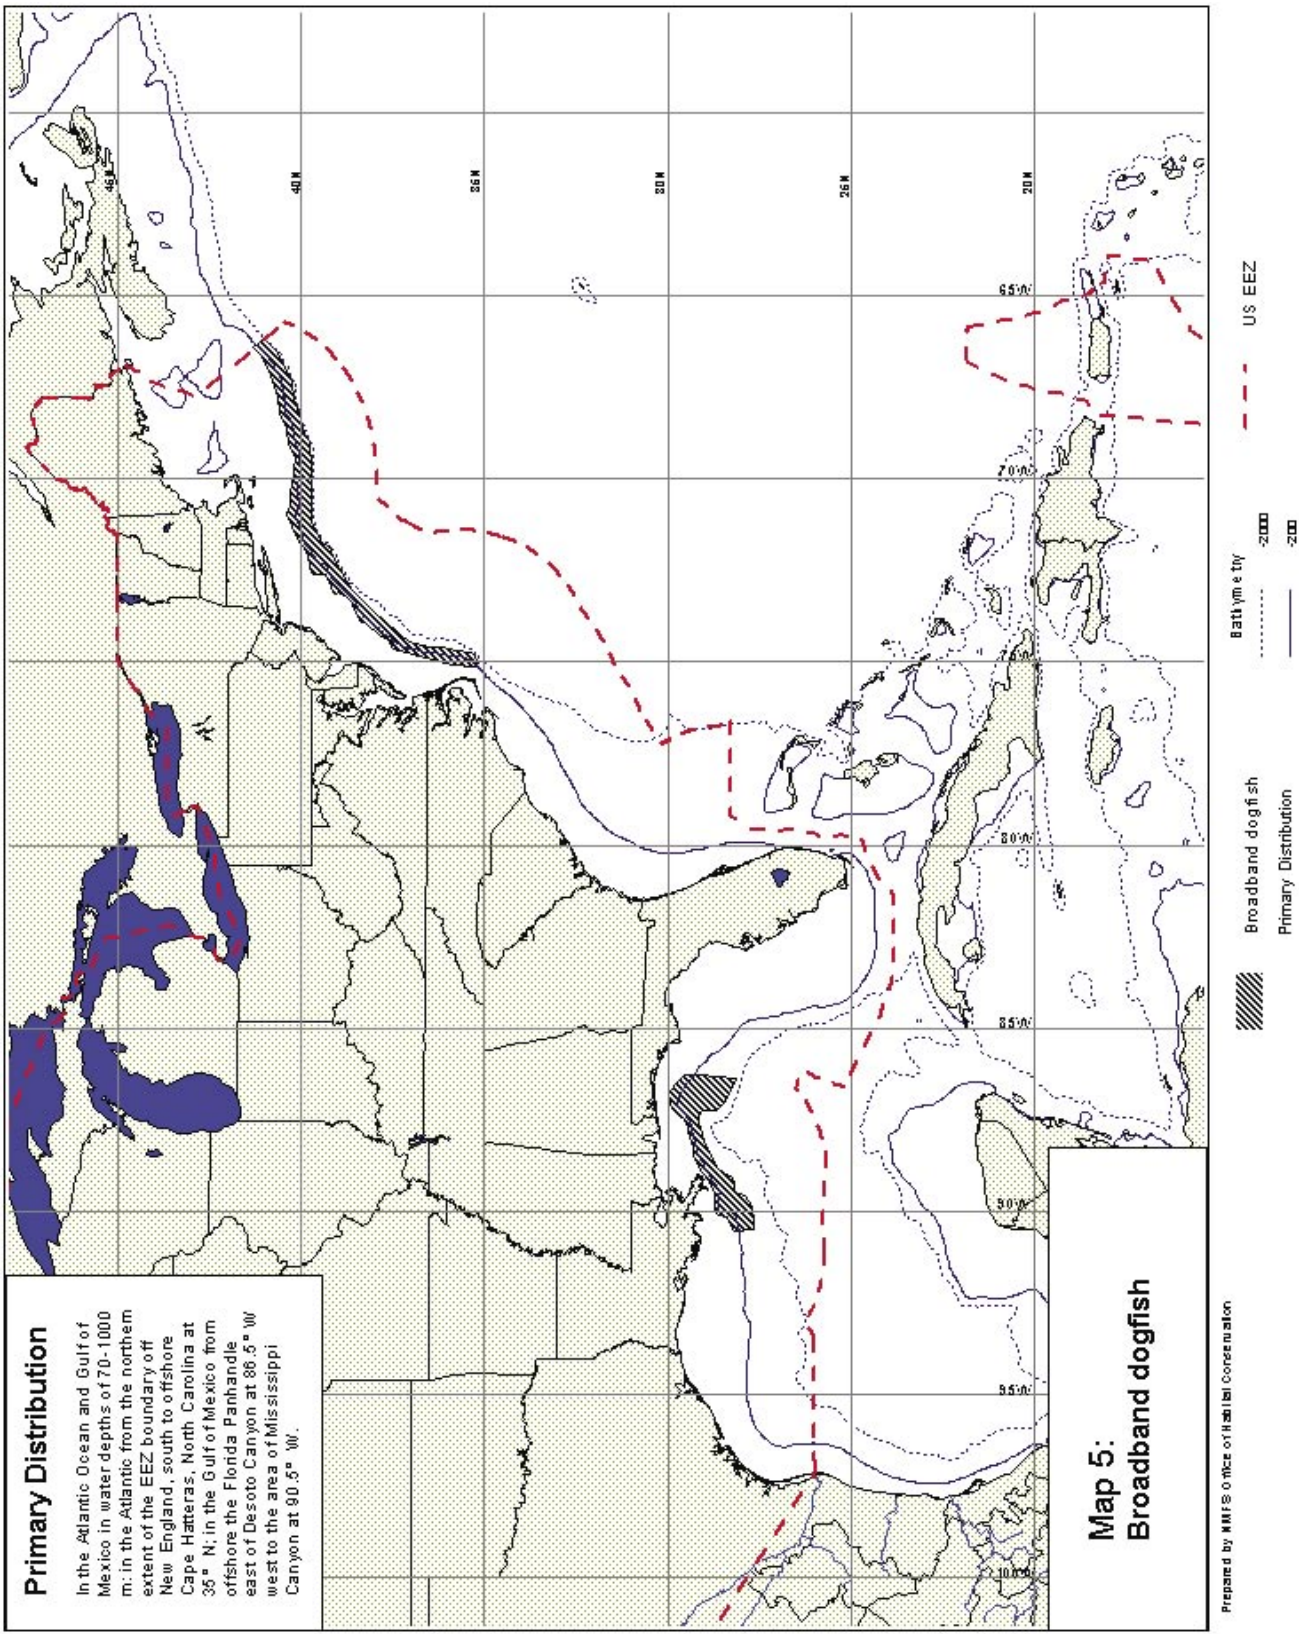 Primary Distribution
In the Atlantic Ocean and Gulf of
Mexico in water depths of 70-1000
m: in the Atlantic from the northern
extent of the EEZ boundary off
New England, south to offshore
Cape Hatteras, North Carolina at
35° N; in the Gulf of Mexico from
offshore the Florida Panhandle
east of Desoto Canyon at 86.5° W
west to the area of Mississippi
Canyon at 90.5° W.
45N
40N
35N
30N
25N
20N
100W
95W
90W
85W
80W
75W
70W
65W
Map 5:
Broadband dogfish
Broadband dogfish
Primary Distribution
Bathymetry
-2000
-200
US EEZ
Prepared by NMFS Office of Habitat Conservation